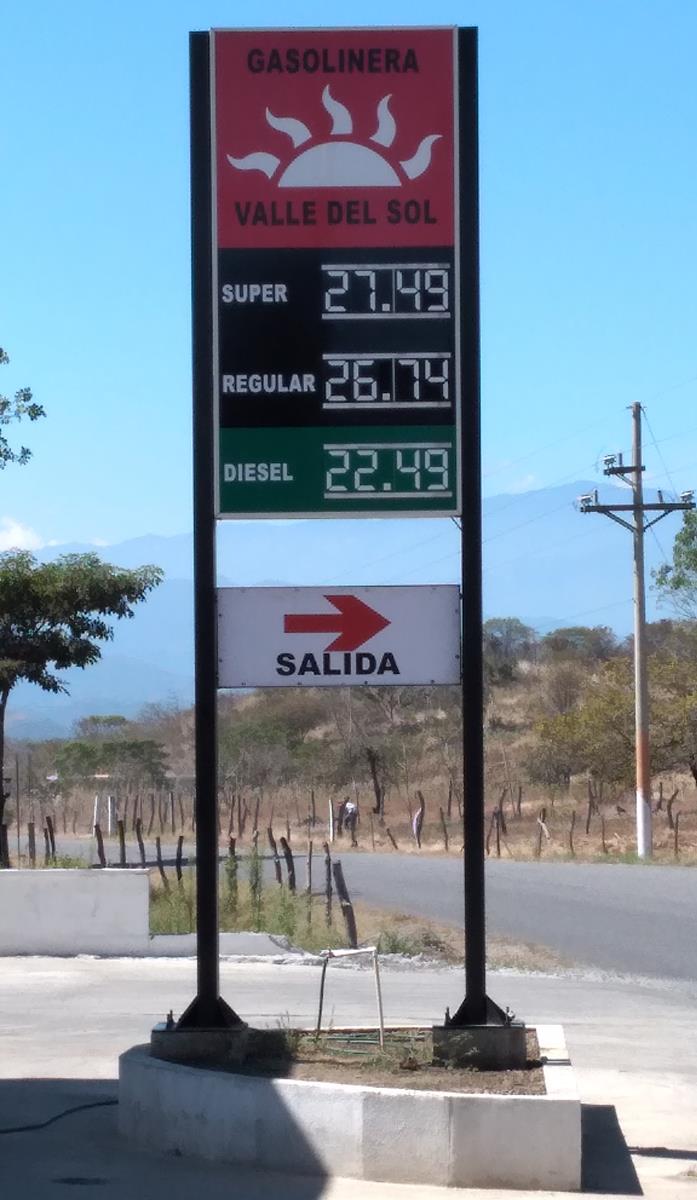 GASOLINERA
VALLE DEL SOL
SUPER 27.49
REGULAR 26.74
DIESEL 22.49
SALIDA